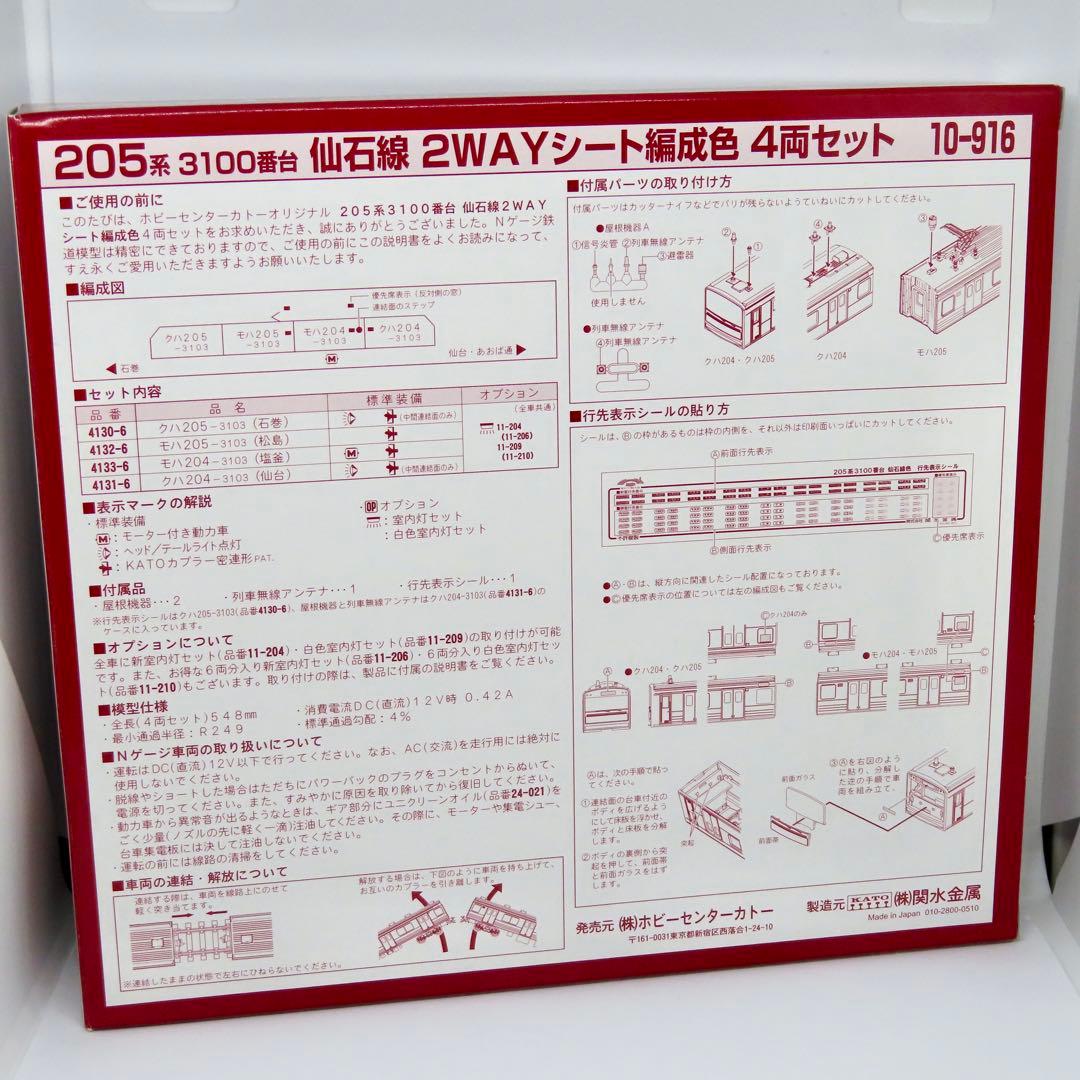 205系 3100番台 仙石線 2WAYシート編成色 4両セット 10-916
■ご使用の前に
このたびは、ホビーセンターカトーオリジナル 205系3100番台 仙石線2WAY
シート編成色4両セットをお求めいただき、誠にありがとうございました。Nゲージ鉄
道模型は精密にできておりますので、ご使用の前にこの説明書をよくお読みになって、
すえ永くご愛用いただきますようお願いいたします。
■編成図
優先席表示（反対側の窓）
連結面のステップ
クハ205 -3103
モハ205 -3103
モハ204 -3103
クハ204 -3103
M
◀石巻
仙台・あおば通▶
■セット内容
品番 品名 標準装備 オプション
4130-6 クハ205-3103（石巻） (中間連結面のみ)
4132-6 モハ205-3103（松島）
4133-6 モハ204-3103（塩釜） M
4131-6 クハ204-3103（仙台） (中間連結面のみ)
(全車共通)
11-204
(11-206)
11-209
(11-210)
■表示マークの解説
・標準装備
M：モーター付き動力車
：ヘッド／テールライト点灯
：KATOカプラー密連形PAT.
・OPオプション
：室内灯セット
：白色室内灯セット
■付属品
・屋根機器・・・2 ・列車無線アンテナ・・・1 ・行先表示シール・・・1
※行先表示シールはクハ205-3103(品番4130-6)、屋根機器と列車無線アンテナはクハ204-3103(品番4131-6)の
ケースに入っています。
■オプションについて
全車に新室内灯セット(品番11-204)・白色室内灯セット(品番11-209)の取り付けが可能
です。また、お得な6両分入り新室内灯セット(品番11-206)・6両分入り白色室内灯セッ
ト(品番11-210)もございます。取り付けの際は、製品に付属の説明書をご覧ください。
■模型仕様
・全長(4両セット)548mm ・消費電流DC(直流)12V時 0.42A
・最小通過半径：R249 ・標準通過勾配：4％
■Nゲージ車両の取り扱いについて
・運転はDC(直流)12V以下で行ってください。なお、AC(交流)を走行用には絶対に
使用しないでください。
・脱線やショートした場合はただちにパワーパックのプラグをコンセントからぬいて、
電源を切ってください。また、すみやかに原因を取り除いてから復旧してください。
・動力車から異常音が出るようなときは、ギア部分にユニクリーンオイル(品番24-021)を
ごく少量(ノズルの先に軽く一滴)注油してください。その際に、モーターや集電シュー、
台車集電板には決して注油しないでください。
・運転の前には線路の清掃をしてください。
■車両の連結・解放について
連結する際は、車両を線路上にのせて
軽く突き当てます。
解放する場合は、下図のように車両を持ち上げて、
お互いのカプラーを引き離します。
※連結したままの状態で左右にひねらないでください。
■付属パーツの取り付け方
付属パーツはカッターナイフなどでバリが残らないようていねいにカットしてください。
●屋根機器A
①信号炎管 ②列車無線アンテナ
③避雷器
使用しません
●列車無線アンテナ
④列車無線アンテナ
②
①
④
③
クハ204・クハ205
クハ204
モハ205
■行先表示シールの貼り方
シールは、Ⓑの枠があるものは枠の内側を、それ以外は印刷面いっぱいにカットしてください。
Ⓐ前面行先表示
205系3100番台 仙石線色 行先表示シール
Ⓑ側面行先表示
Ⓒ優先席表示
●Ⓐ・Ⓑは、縦方向に関連したシール配置になっております。
●Ⓒ優先席表示の位置については左の編成図もご覧ください。
Ⓒクハ204のみ
Ⓑ
Ⓐ
●クハ204・クハ205
Ⓑ
●モハ204・モハ205
Ⓒ
Ⓑ
Ⓐは、次の手順で貼っ
てください。
①連結面の台車付近の
ボディを広げるよう
にして床板を浮かせ、
ボディと床板を分解
します。
②ボディの裏側から突
起を押して、前面帯
と前面ガラスをはず
します。
突起
前面ガラス
前面帯
③Ⓐを右図のよう
に貼り、分解し
た逆の手順で車
両を組み立て。
Ⓐ
発売元 (株)ホビーセンターカトー
〒161-0031東京都新宿区西落合1-24-10
製造元 KATO (株)関水金属
Made in Japan 010-2800-0510